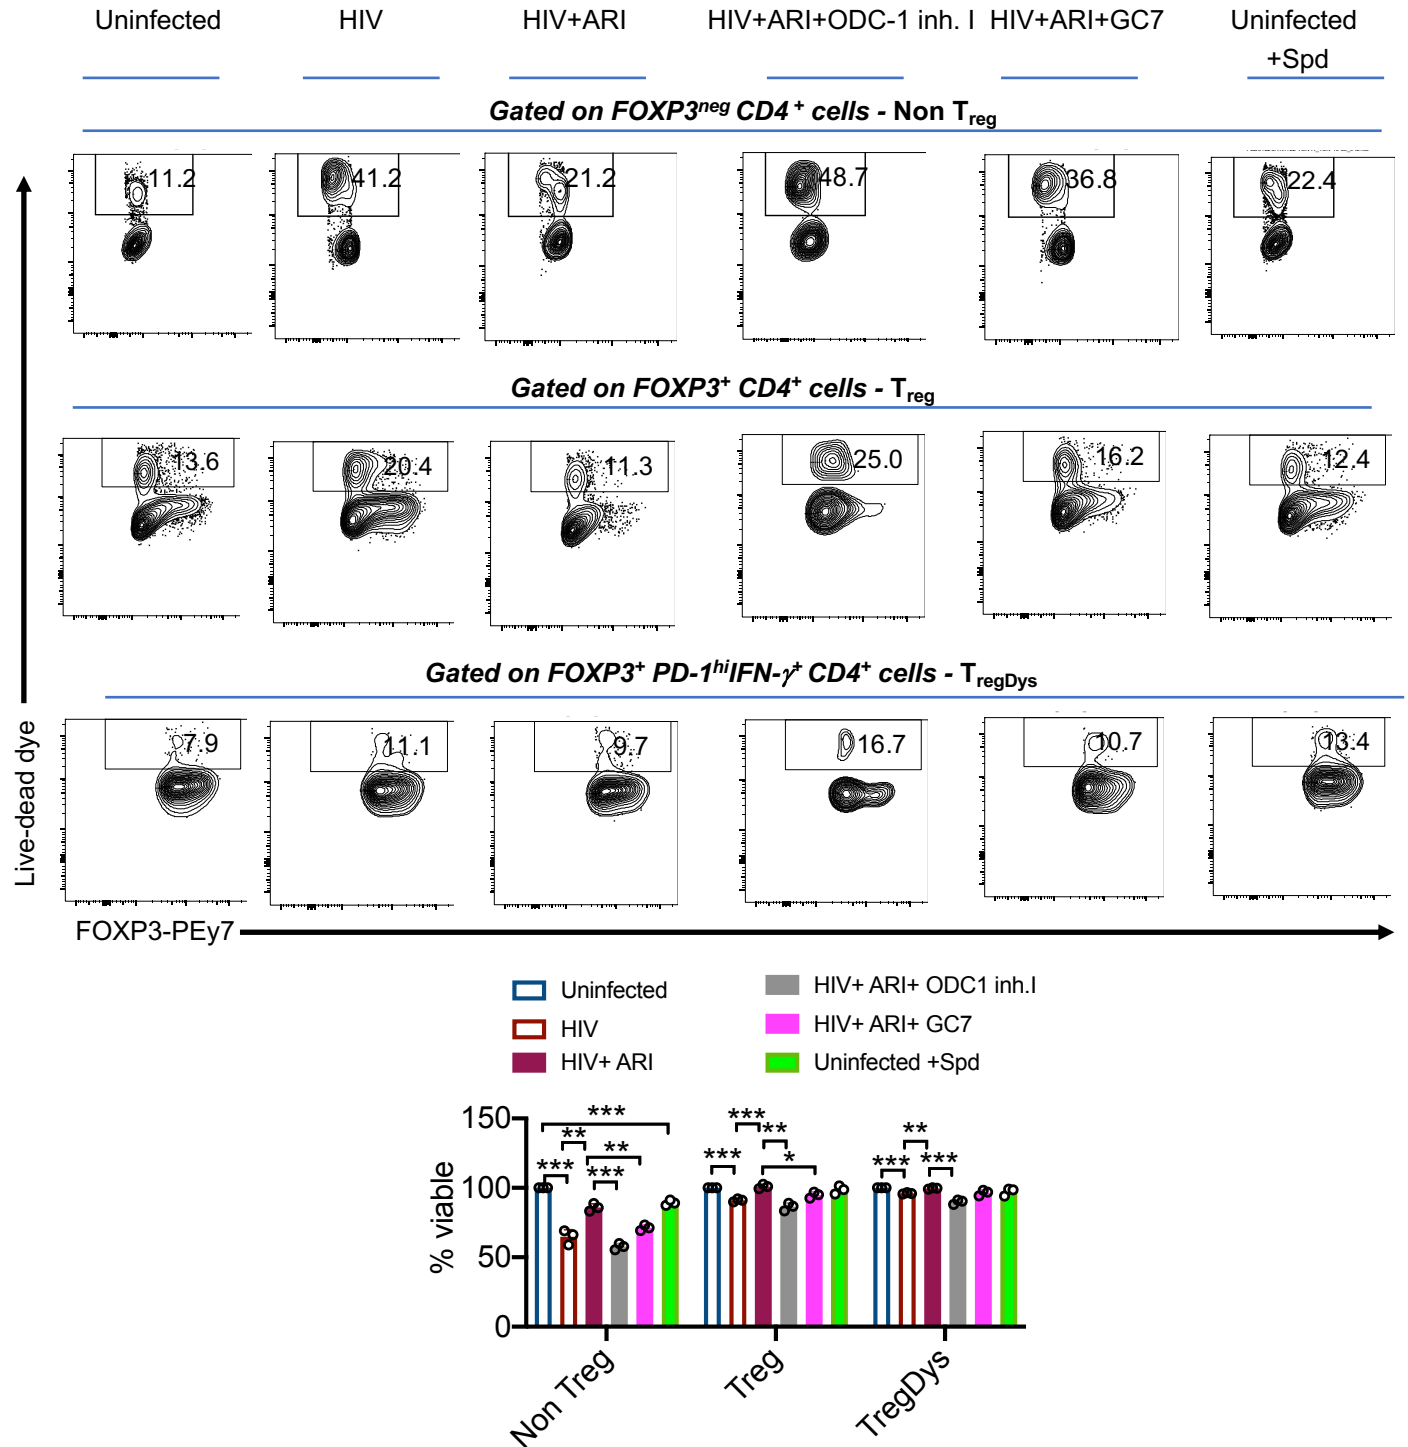 Uninfected HIV HIV+ARI HIV+ARI+ODC-1 inh. I HIV+ARI+GC7 Uninfected
+Spd
Gated on FOXP3neg CD4+ cells - Non Treg
11.2 41.2 21.2 48.7 36.8 22.4
Gated on FOXP3+ CD4+ cells - Treg
13.6 20.4 11.3 25.0 16.2 12.4
Gated on FOXP3+ PD-1hiIFN-γ+ CD4+ cells - TregDys
7.9 11.1 9.7 16.7 10.7 13.4
Live-dead dye
FOXP3-PEy7
Uninfected
HIV
HIV+ ARI
HIV+ ARI+ ODC1 inh.I
HIV+ ARI+ GC7
Uninfected +Spd
% viable
150
100
50
0
*** ** *** ** ***
*** *** ** *
*** ** ***
Non Treg
Treg
TregDys